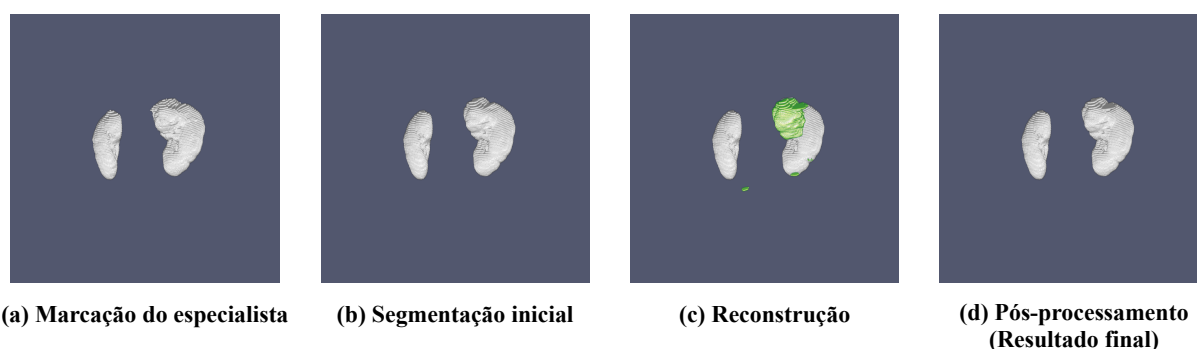 (a) Marcação do especialista
(b) Segmentação inicial
(c) Reconstrução
(d) Pós-processamento
(Resultado final)